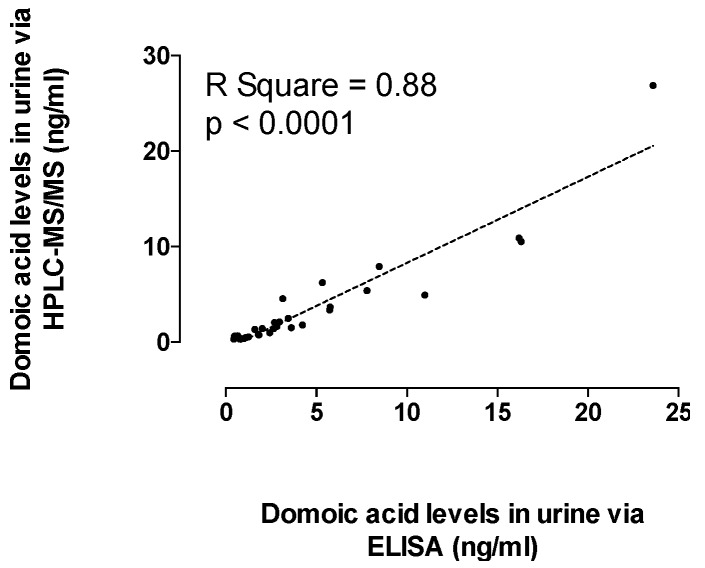 Domoic acid levels in urine via
HPLC-MS/MS (ng/ml)
30
20
10
0
R Square = 0.88
p < 0.0001
0 5 10 15 20 25
Domoic acid levels in urine via
ELISA (ng/ml)